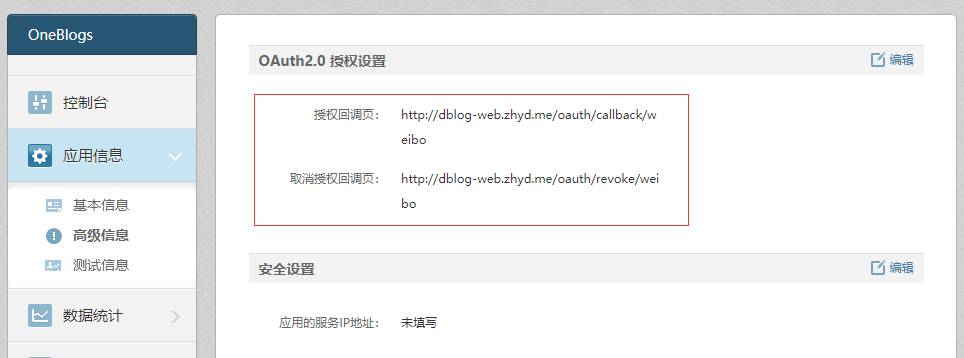 OneBlogs
控制台
应用信息
基本信息
高级信息
测试信息
数据统计
OAuth2.0 授权设置
编辑
授权回调页： http://dblog-web.zhyd.me/oauth/callback/w
eibo
取消授权回调页： http://dblog-web.zhyd.me/oauth/revoke/wei
bo
安全设置
编辑
应用的服务IP地址： 未填写